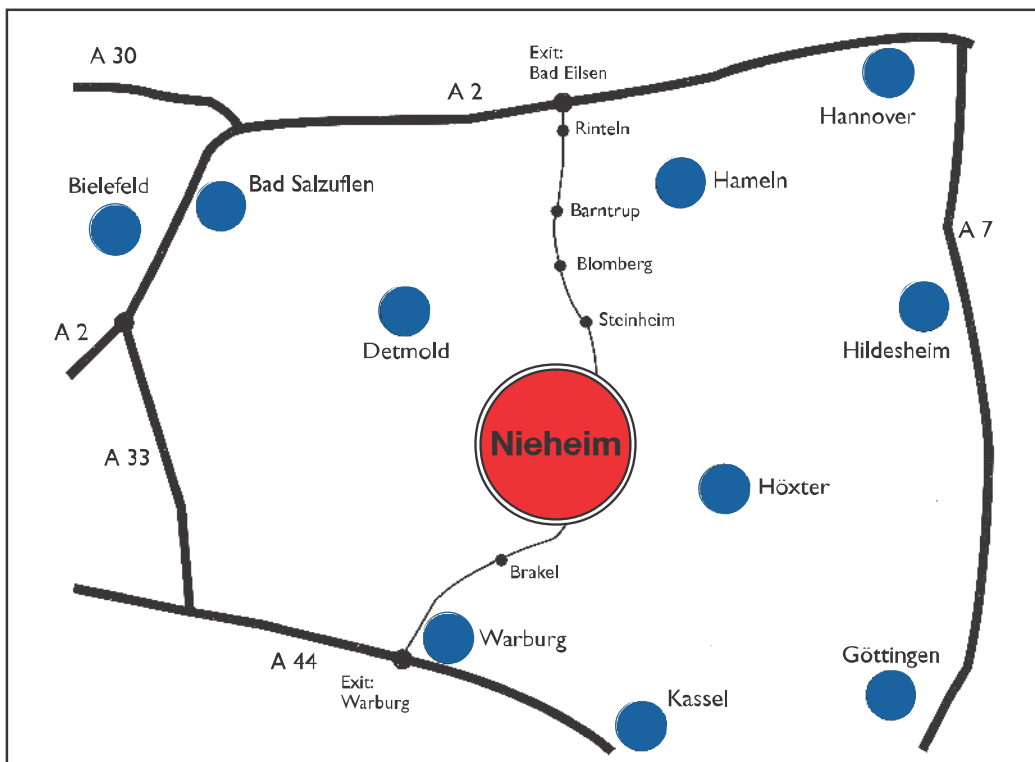 A 30
Exit:
Bad Eilsen
A 2
Hannover
Rinteln
Bielefeld
Bad Salzuflen
Hameln
Barntrup
A 7
Blomberg
Steinheim
A 2
Detmold
Hildesheim
Nieheim
A 33
Höxter
Brakel
Warburg
A 44
Göttingen
Exit:
Warburg
Kassel